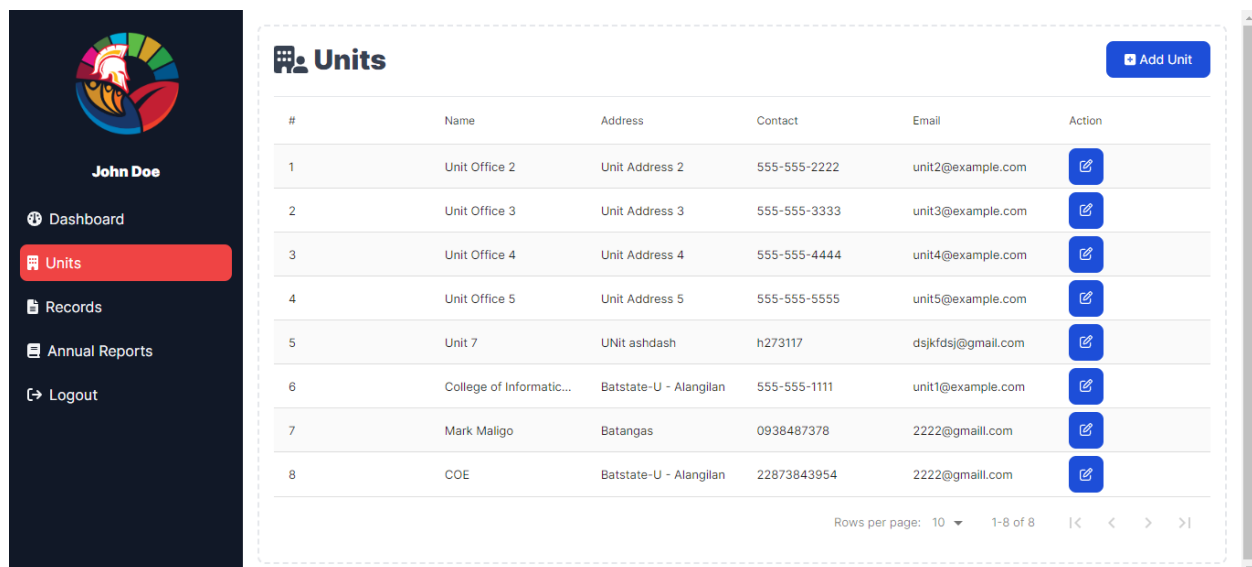 John Doe
Dashboard
Units
Records
Annual Reports
Logout
Units
Add Unit
# Name Address Contact Email Action
1 Unit Office 2 Unit Address 2 555-555-2222 unit2@example.com
2 Unit Office 3 Unit Address 3 555-555-3333 unit3@example.com
3 Unit Office 4 Unit Address 4 555-555-4444 unit4@example.com
4 Unit Office 5 Unit Address 5 555-555-5555 unit5@example.com
5 Unit 7 UNit ashdash h273117 dsjkfdsj@gmail.com
6 College of Informatic... Batstate-U - Alangilan 555-555-1111 unit1@example.com
7 Mark Maligo Batangas 0938487378 2222@gmaill.com
8 COE Batstate-U - Alangilan 22873843954 2222@gmaill.com
Rows per page: 10 1-8 of 8